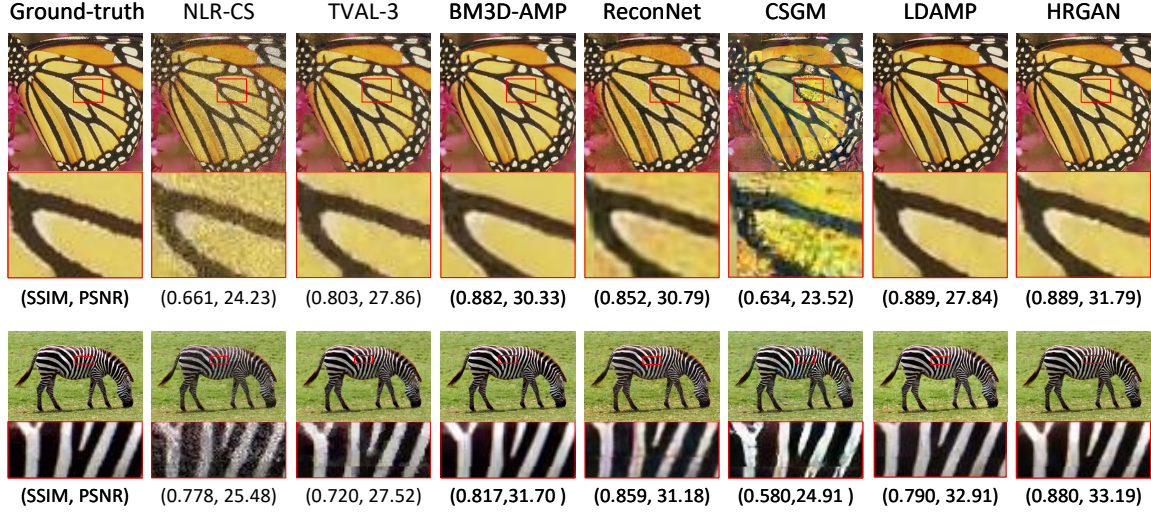 Ground-truth NLR-CS TVAL-3 BM3D-AMP ReconNet CSGM LDAMP HRGAN
(SSIM, PSNR) (0.661, 24.23) (0.803, 27.86) (0.882, 30.33) (0.852, 30.79) (0.634, 23.52) (0.889, 27.84) (0.889, 31.79)
(SSIM, PSNR) (0.778, 25.48) (0.720, 27.52) (0.817,31.70 ) (0.859, 31.18) (0.580,24.91 ) (0.790, 32.91) (0.880, 33.19)